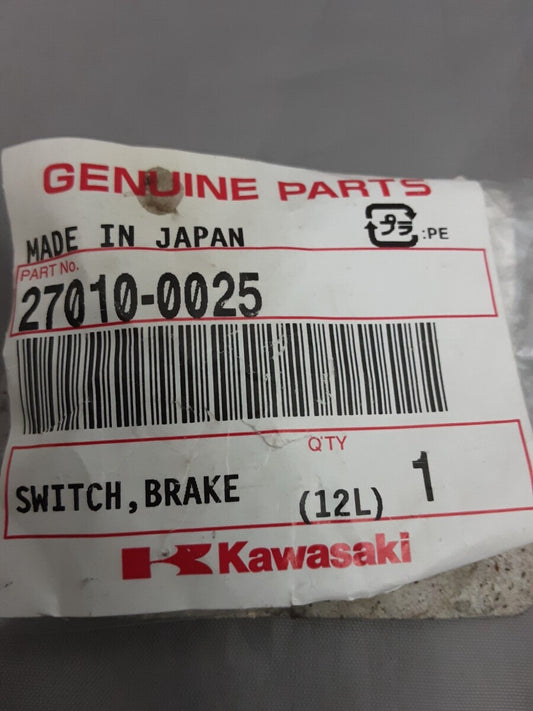 GENUINE PARTS
MADE IN JAPAN
プラ :PE
PART No.
27010-0025
Q'TY
SWITCH,BRAKE (12L) 1
Kawasaki